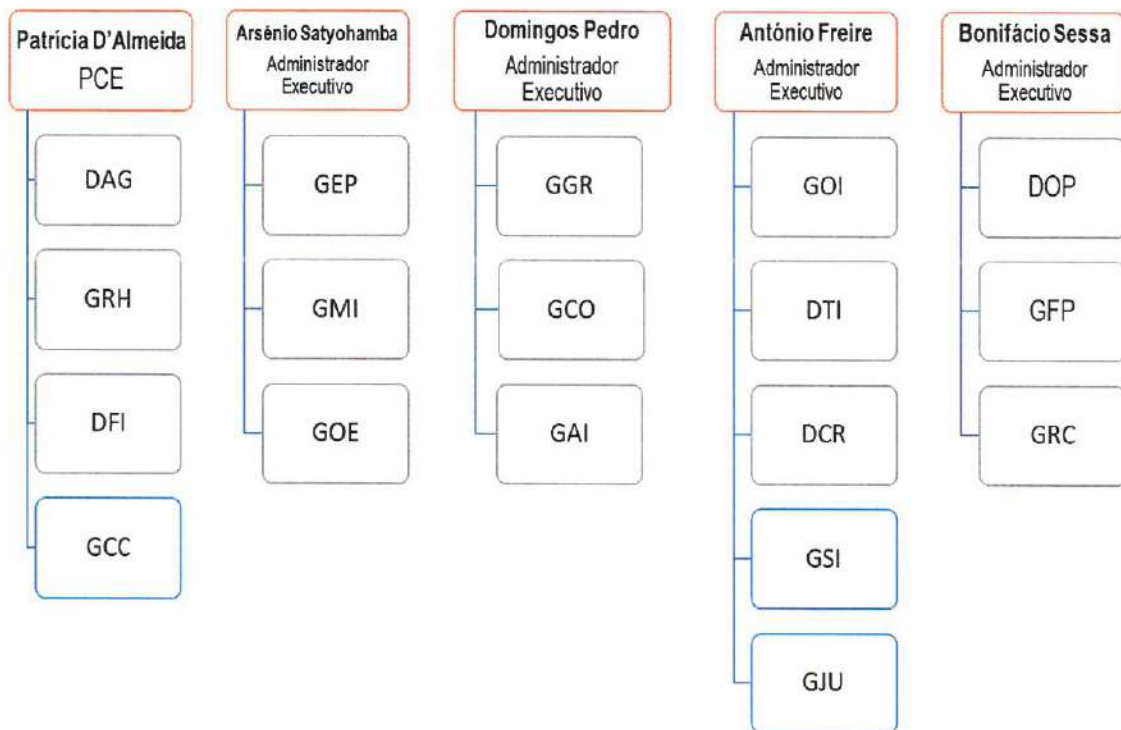 Patrícia D'Almeida
PCE
DAG
GRH
DFI
GCC
Arsénio Satyohamba
Administrador
Executivo
GEP
GMI
GOE
Domingos Pedro
Administrador
Executivo
GGR
GCO
GAI
António Freire
Administrador
Executivo
GOI
DTI
DCR
GSI
GJU
Bonifácio Sessa
Administrador
Executivo
DOP
GFP
GRC